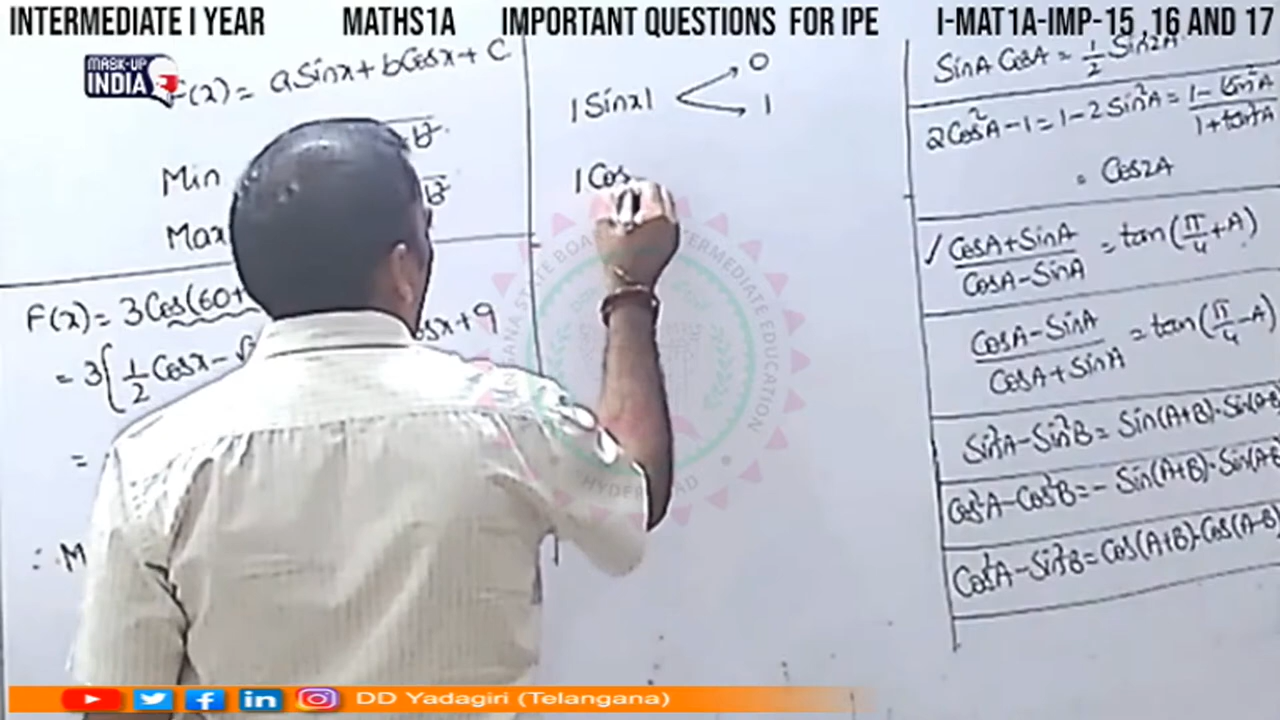 INTERMEDIATE I YEAR MATHS1A IMPORTANT QUESTIONS FOR IPE I-MAT1A-IMP-15, 16 AND 17
MASK-UP
INDIA
F(x) = aSinx + bCosx + C
Min
Max
F(x) = 3Cos(60+
Cosx + 9
= 3{ 1/2 Cosx -
=
∴ M
|Sinx| 0
1
|Cos
SinA CosA = 1/2 Sin2A
2Cos²A - 1 = 1 - 2Sin²A = (1 - tan²A)/(1 + tan²A)
= Cos2A
✓ (CosA + SinA)/(CosA - SinA) = tan(π/4 + A)
(CosA - SinA)/(CosA + SinA) = tan(π/4 - A)
Sin²A - Sin²B = Sin(A+B)·Sin(A-B
Cos²A - Cos²B = - Sin(A+B)·Sin(A-B
Cos²A - Sin²B = Cos(A+B)·Cos(A-B)
INTERMEDIATE EDUCATION
HYDERABAD
DD Yadagiri (Telangana)